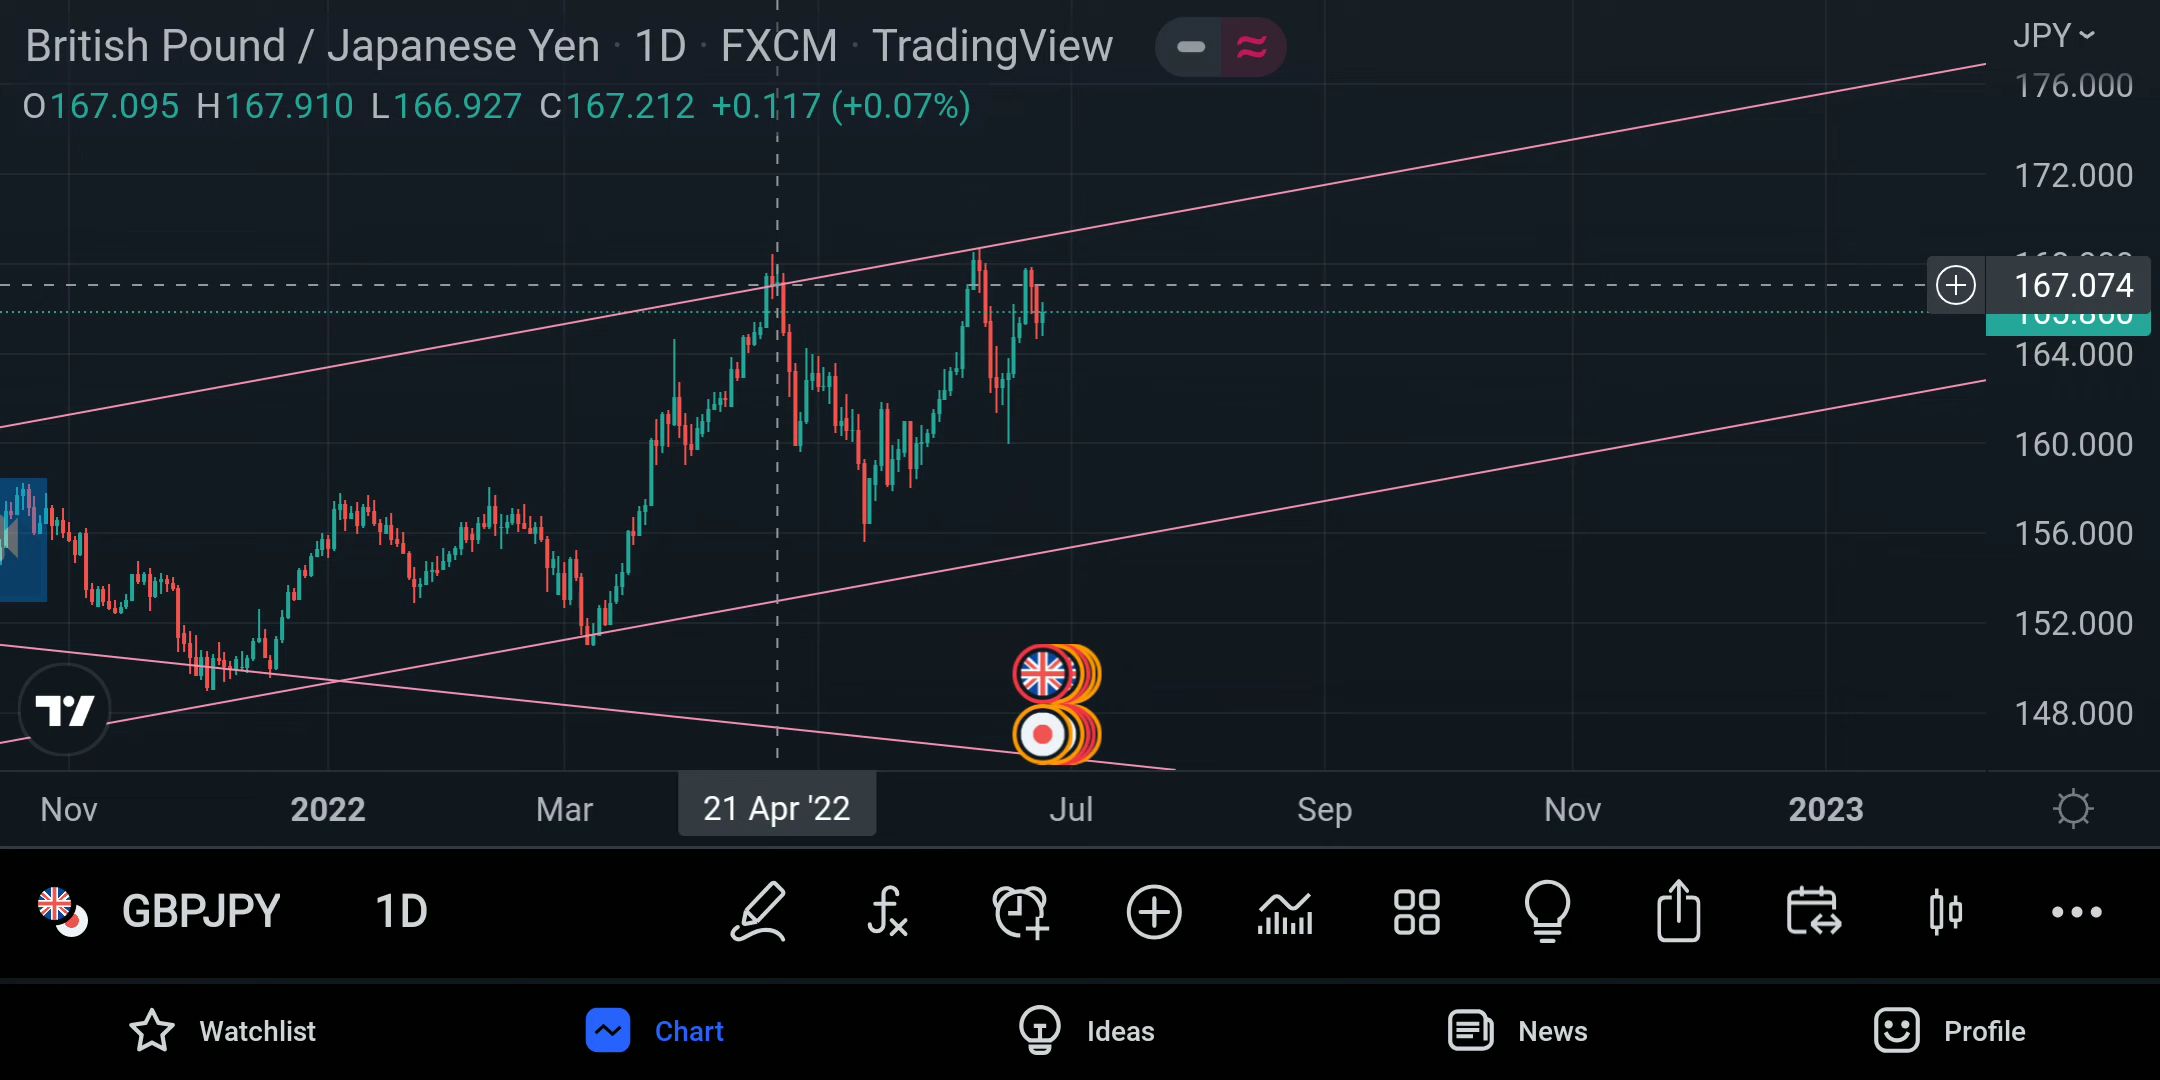 British Pound / Japanese Yen · 1D · FXCM · TradingView
JPY
O167.095 H167.910 L166.927 C167.212 +0.117 (+0.07%)
176.000
172.000
167.074
164.000
160.000
156.000
152.000
148.000
Nov 2022 Mar 21 Apr '22 Jul Sep Nov 2023
GBPJPY 1D
Watchlist Chart Ideas News Profile